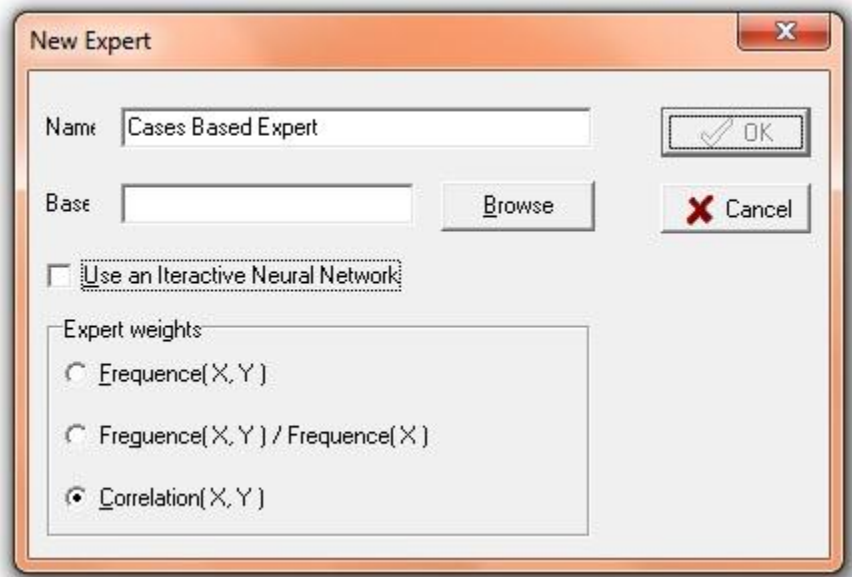 New Expert
Name Cases Based Expert OK
Base Browse Cancel
Use an Iteractive Neural Network
Expert weights
Frequence(X, Y)
Freguence(X, Y) / Frequence(X)
Correlation(X, Y)